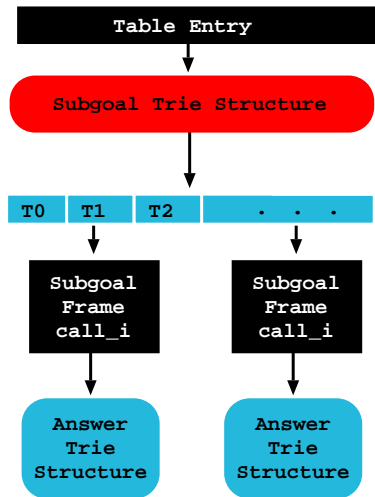 Table Entry
Subgoal Trie Structure
T0 T1 T2 . . .
Subgoal
Frame
call_i
Subgoal
Frame
call_i
Answer
Trie
Structure
Answer
Trie
Structure